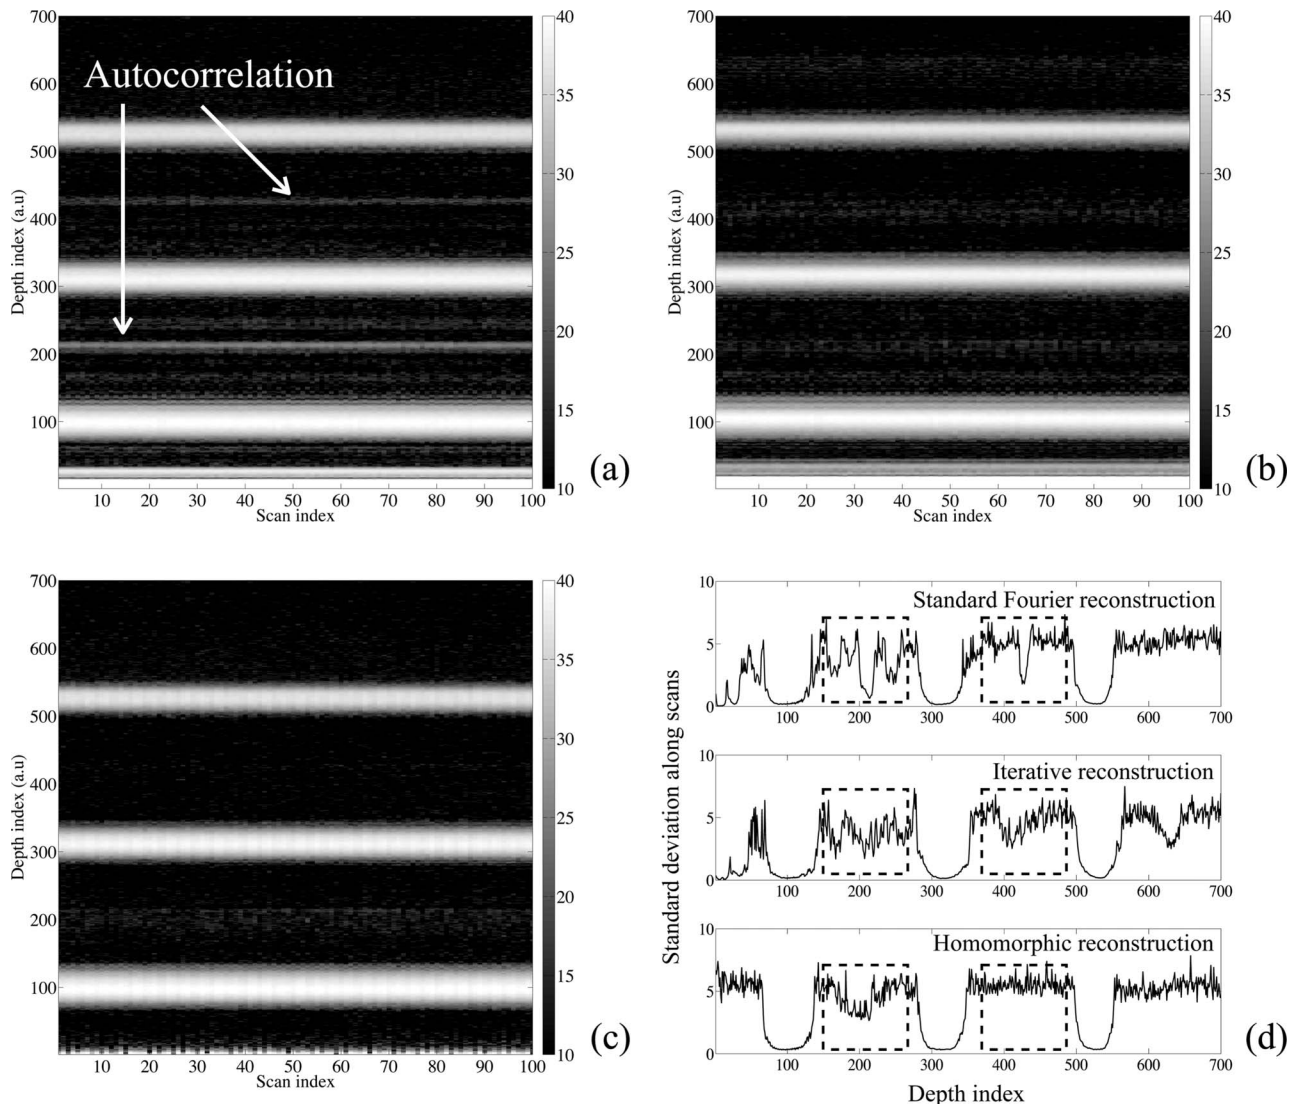 700
600
500
400
300
200
100
Depth index (a.u)
Autocorrelation
10 20 30 40 50 60 70 80 90 100
Scan index
40
35
30
25
20
15
10
(a)
700
600
500
400
300
200
100
Depth index (a.u)
10 20 30 40 50 60 70 80 90 100
Scan index
40
35
30
25
20
15
10
(b)
700
600
500
400
300
200
100
Depth index (a.u)
10 20 30 40 50 60 70 80 90 100
Scan index
40
35
30
25
20
15
10
(c)
Standard deviation along scans
10
5
0
Standard Fourier reconstruction
100 200 300 400 500 600 700
10
5
0
Iterative reconstruction
100 200 300 400 500 600 700
10
5
0
Homomorphic reconstruction
100 200 300 400 500 600 700
Depth index
(d)